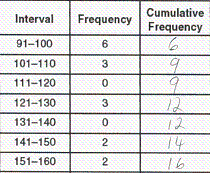 Interval Frequency Cumulative Frequency
91–100 6 6
101–110 3 9
111–120 0 9
121–130 3 12
131–140 0 12
141–150 2 14
151–160 2 16